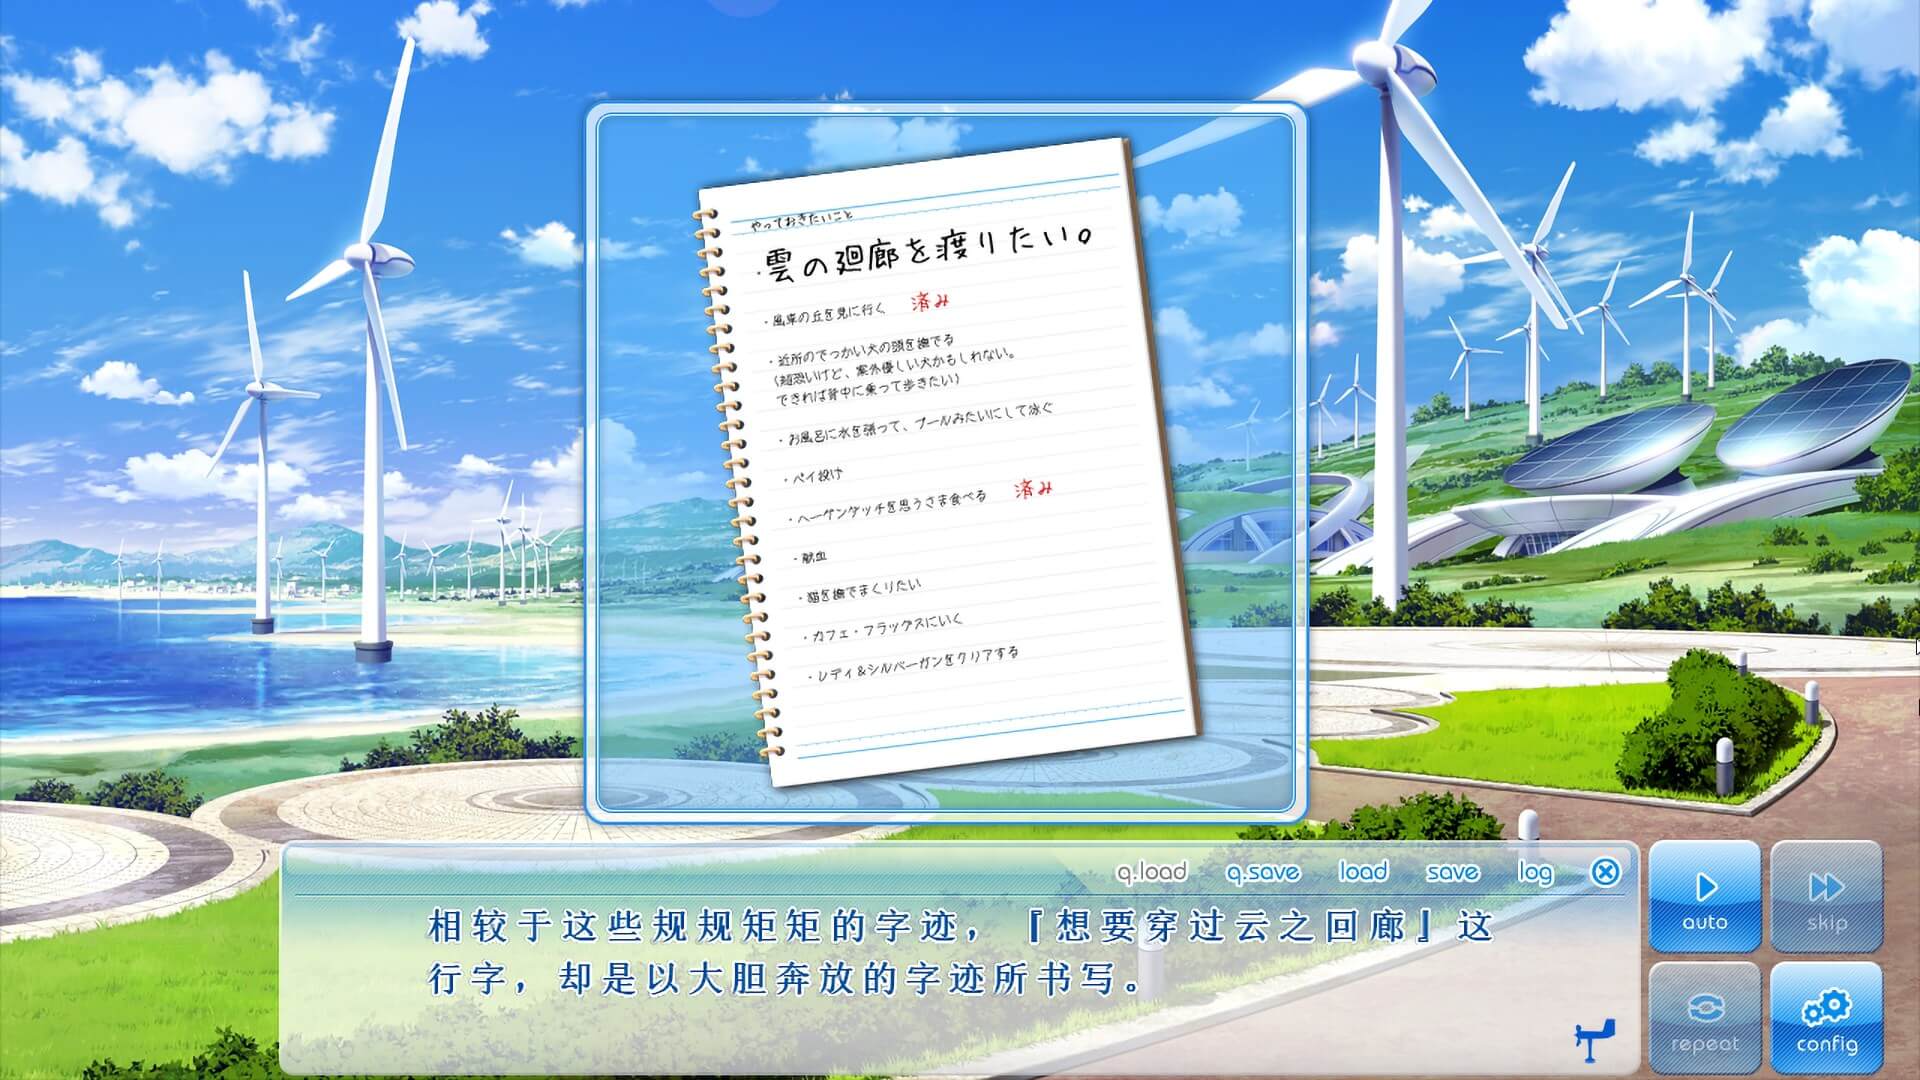 やっておきたいこと
・雲の廻廊を渡りたい。
・風車の丘を見に行く 済み
・近所のでっかい犬の頭を撫でる
（超恐いけど、案外優しい犬かもしれない。
できれば背中に乗って歩きたい）
・お風呂に水を張って、プールみたいにして泳ぐ
・パイ投げ
・ハーゲンダッチを思うさま食べる 済み
・献血
・猫を撫でまくりたい
・カフェ・フラッグスにいく
・レディ＆シルバーガンをクリアする
q.load q.save load save log
相较于这些规规矩矩的字迹，『想要穿过云之回廊』这
行字，却是以大胆奔放的字迹所书写。
auto
skip
repeat
config